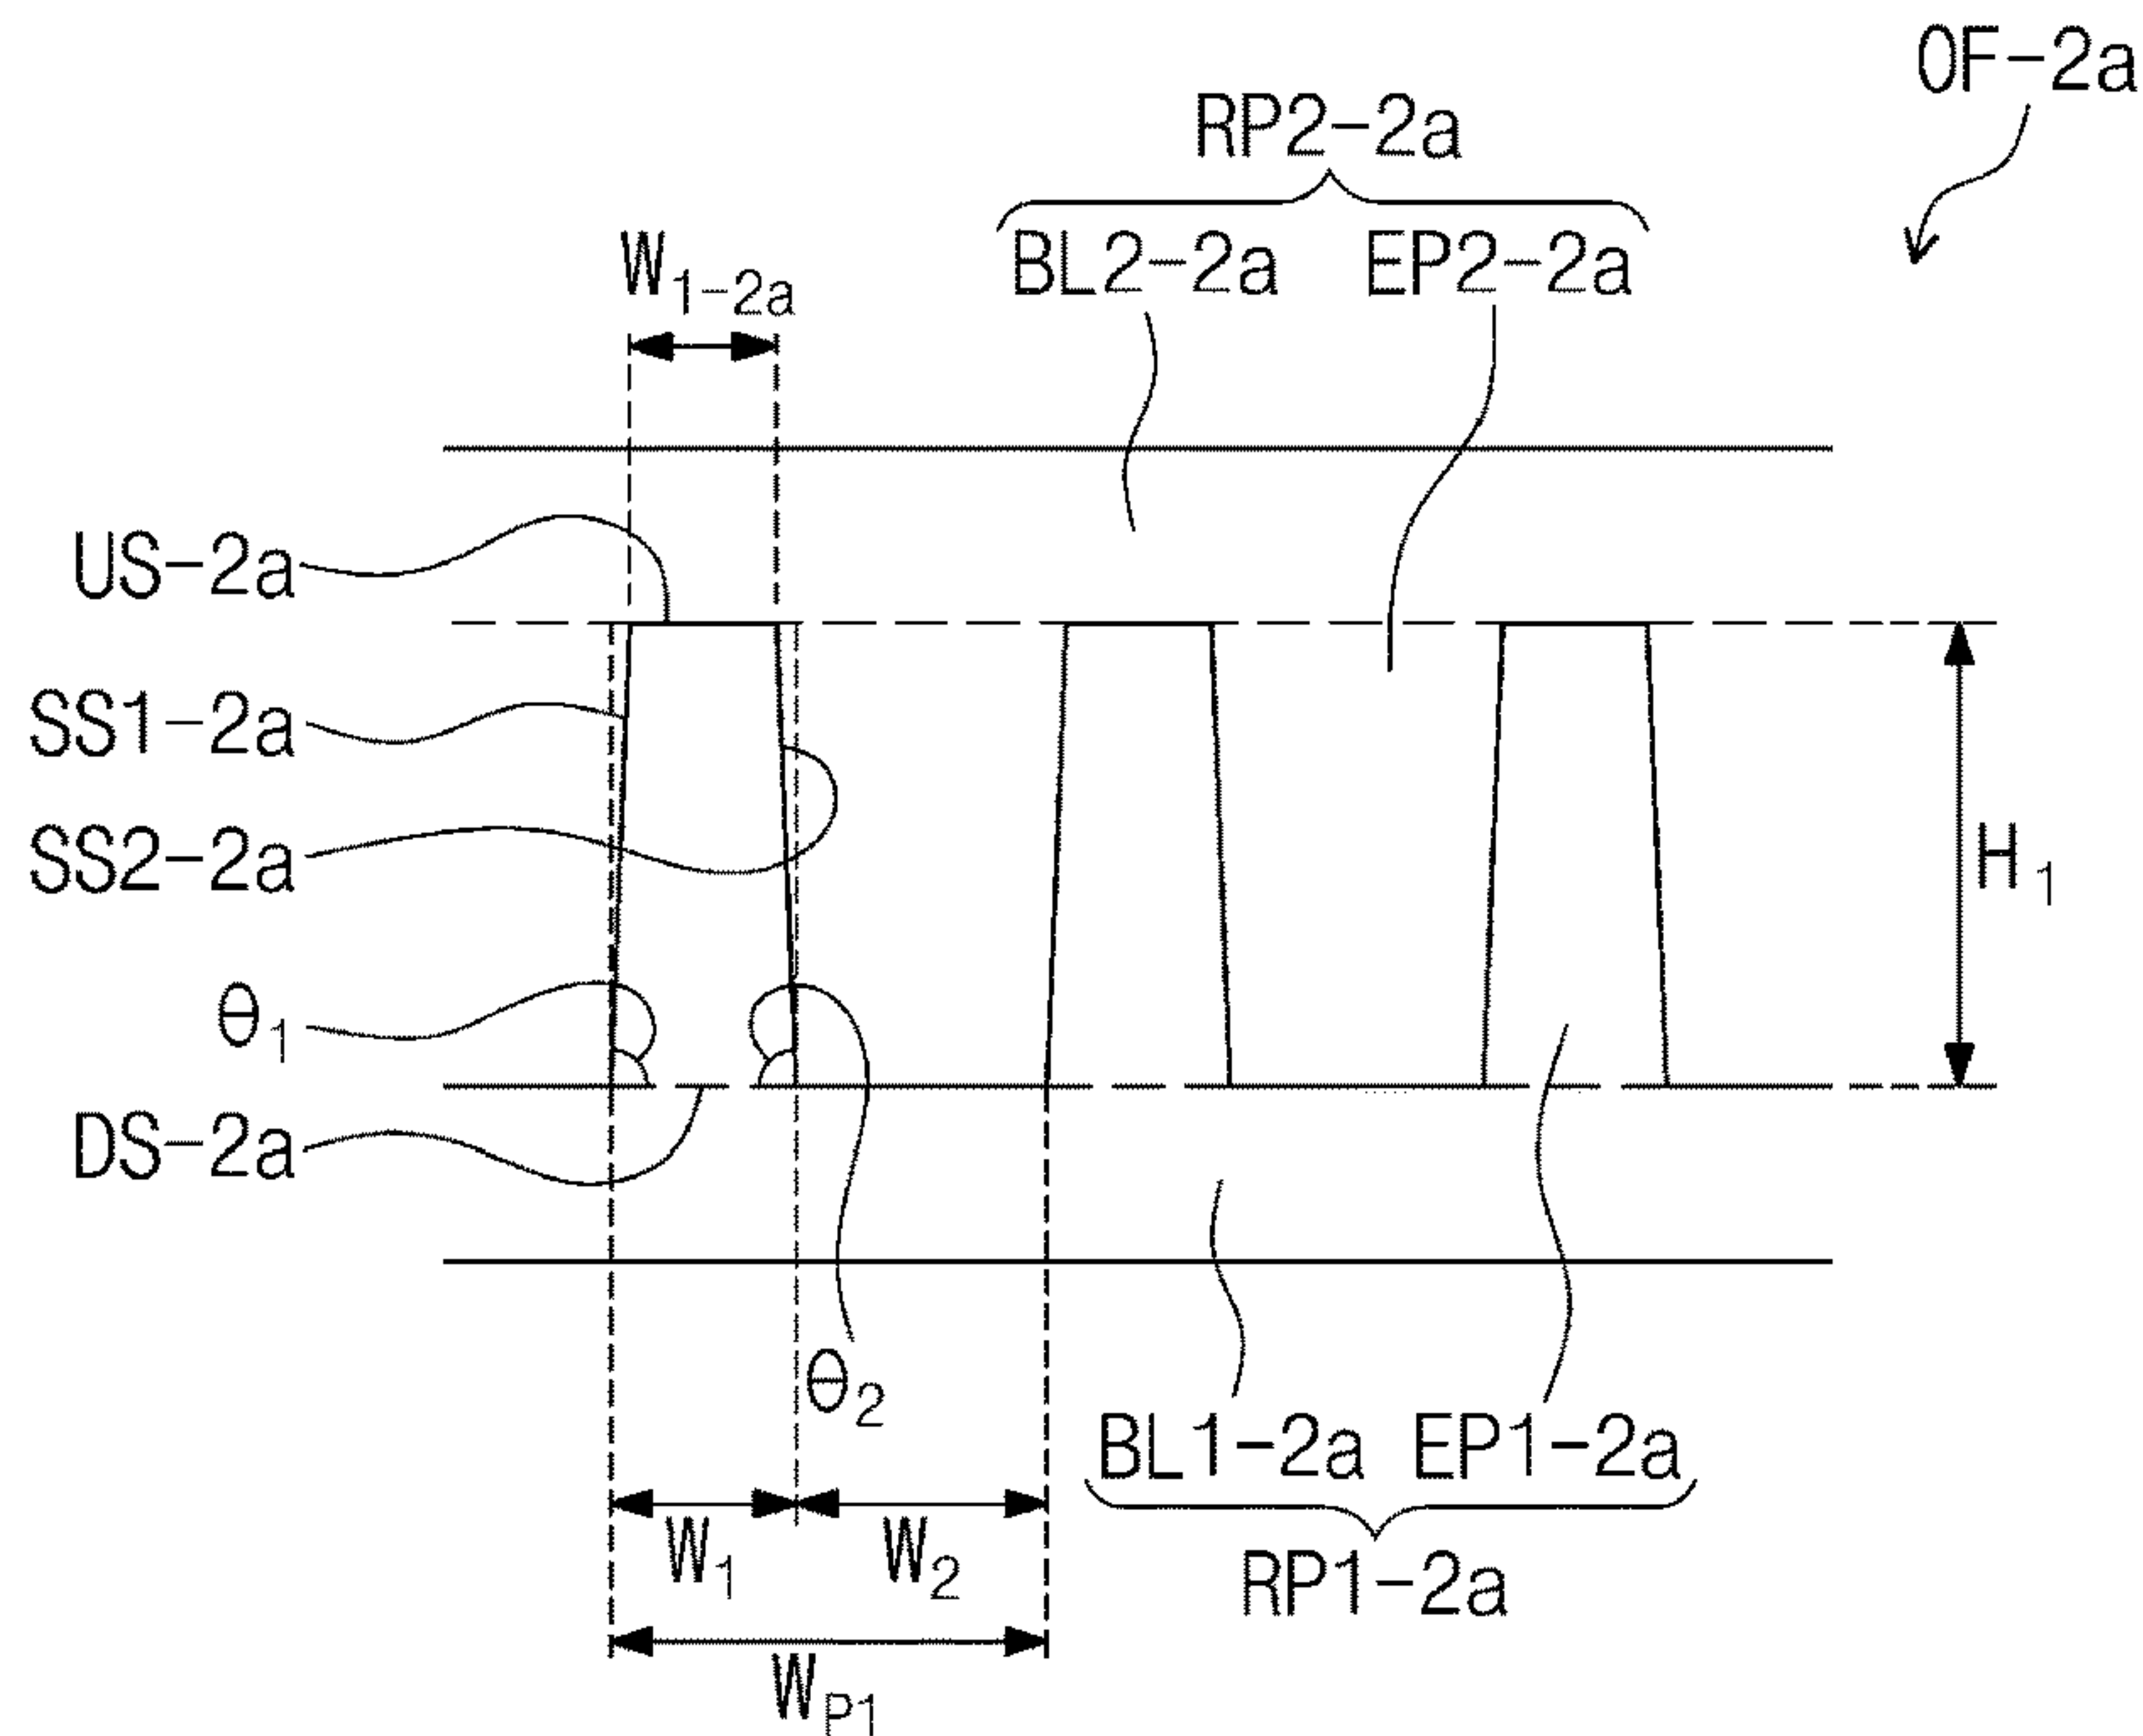 OF-2a
RP2-2a
BL2-2a EP2-2a
W1-2a
US-2a
SS1-2a
SS2-2a
H1
θ1
DS-2a
θ2
BL1-2a EP1-2a
W1 W2
RP1-2a
WP1